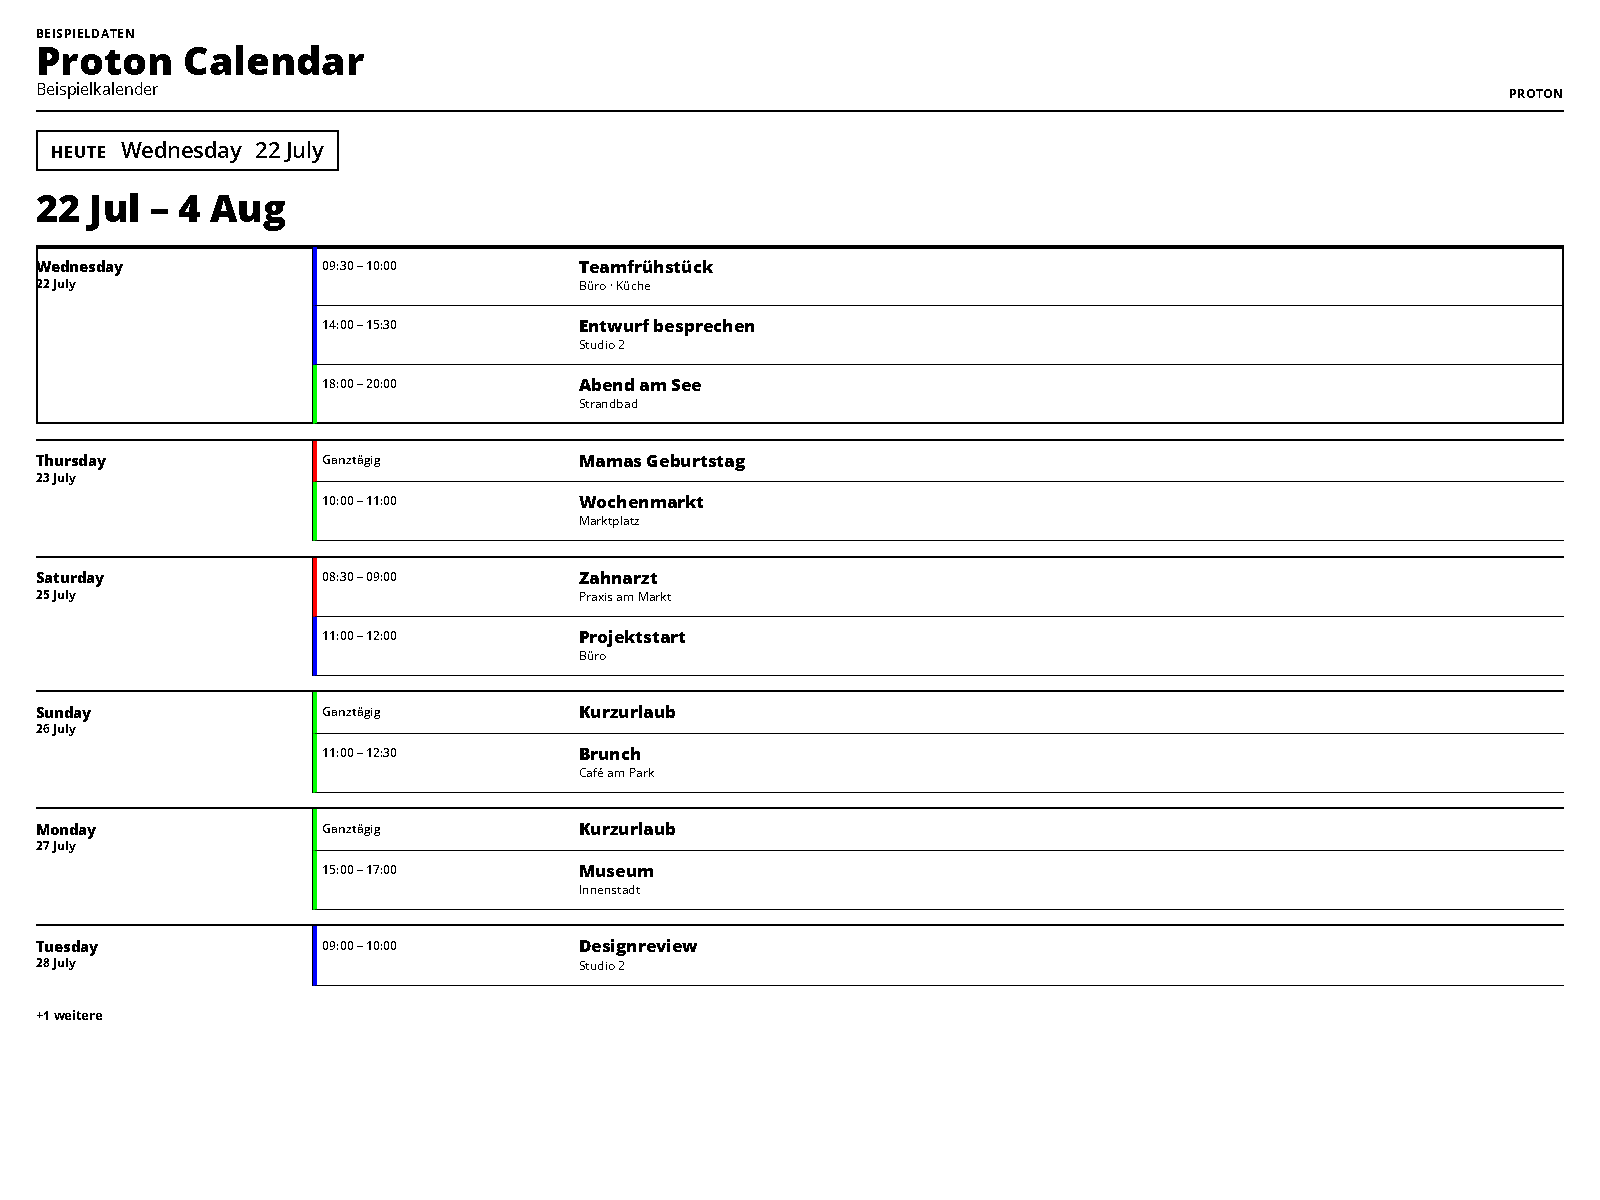 BEISPIELDATEN
Proton Calendar
Beispielkalender
PROTON
HEUTE Wednesday 22 July
22 Jul – 4 Aug
Wednesday
22 July
09:30 – 10:00
Teamfrühstück
Büro · Küche
14:00 – 15:30
Entwurf besprechen
Studio 2
18:00 – 20:00
Abend am See
Strandbad
Thursday
23 July
Ganztägig
Mamas Geburtstag
10:00 – 11:00
Wochenmarkt
Marktplatz
Saturday
25 July
08:30 – 09:00
Zahnarzt
Praxis am Markt
11:00 – 12:00
Projektstart
Büro
Sunday
26 July
Ganztägig
Kurzurlaub
11:00 – 12:30
Brunch
Café am Park
Monday
27 July
Ganztägig
Kurzurlaub
15:00 – 17:00
Museum
Innenstadt
Tuesday
28 July
09:00 – 10:00
Designreview
Studio 2
+1 weitere